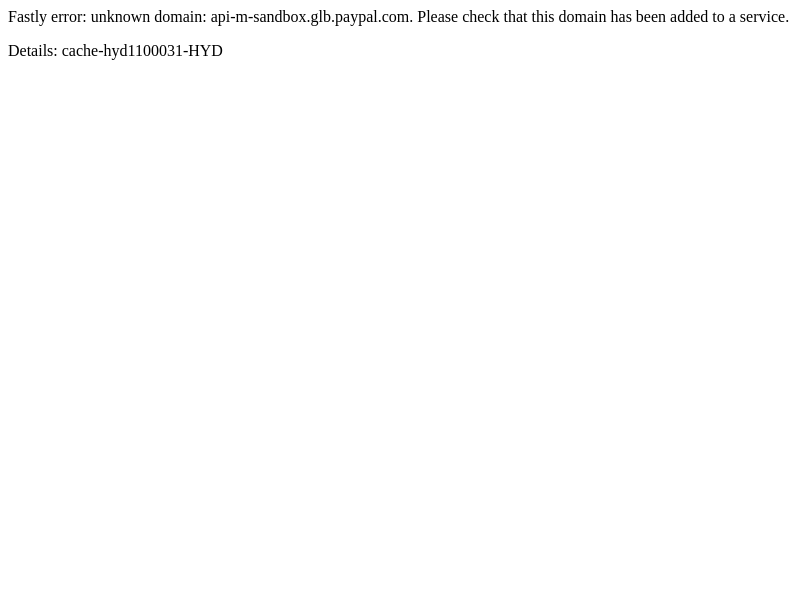 Fastly error: unknown domain: api-m-sandbox.glb.paypal.com. Please check that this domain has been added to a service.
Details: cache-hyd1100031-HYD